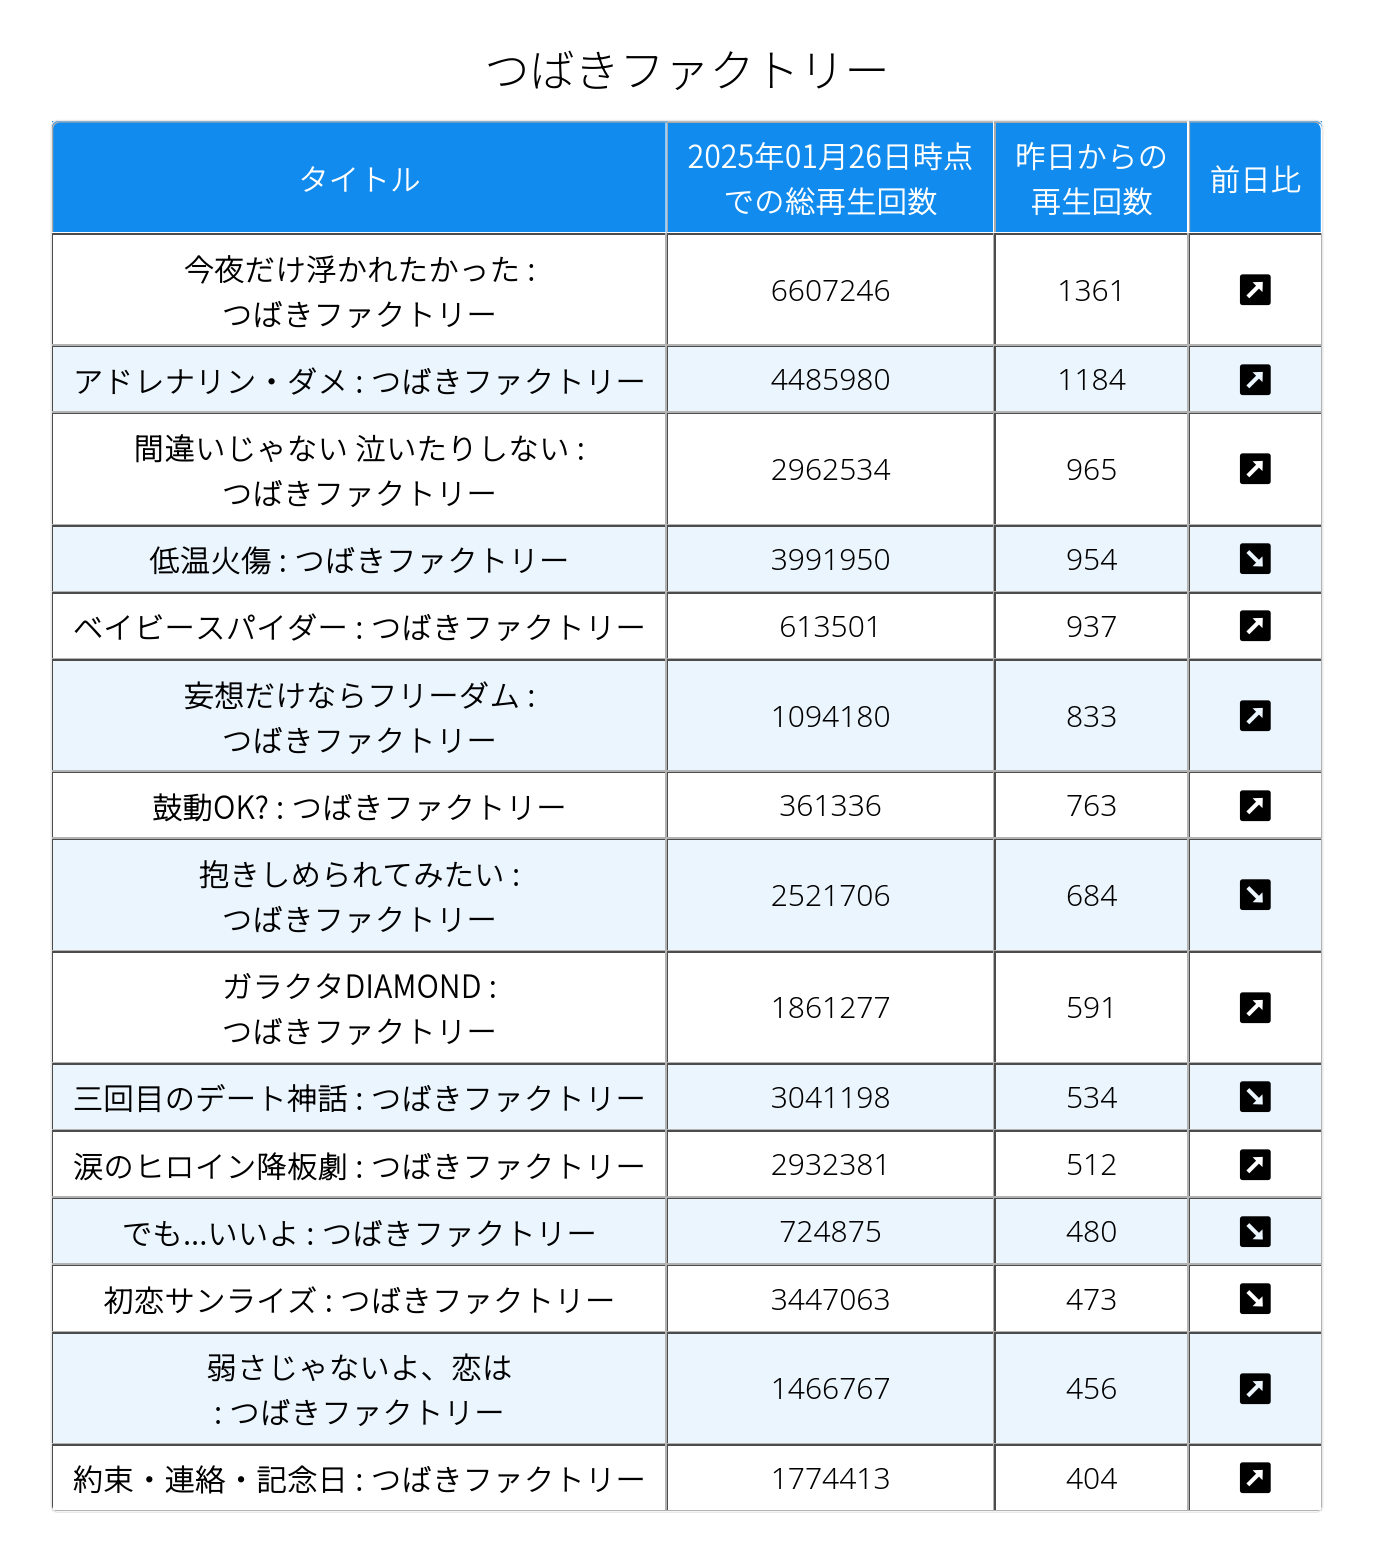 つばきファクトリー
タイトル
2025年01月26日時点
での総再生回数
昨日からの
再生回数
前日比
今夜だけ浮かれたかった :
つばきファクトリー
6607246
1361
アドレナリン・ダメ : つばきファクトリー
4485980
1184
間違いじゃない 泣いたりしない :
つばきファクトリー
2962534
965
低温火傷 : つばきファクトリー
3991950
954
ベイビースパイダー : つばきファクトリー
613501
937
妄想だけならフリーダム :
つばきファクトリー
1094180
833
鼓動OK? : つばきファクトリー
361336
763
抱きしめられてみたい :
つばきファクトリー
2521706
684
ガラクタDIAMOND :
つばきファクトリー
1861277
591
三回目のデート神話 : つばきファクトリー
3041198
534
涙のヒロイン降板劇 : つばきファクトリー
2932381
512
でも...いいよ : つばきファクトリー
724875
480
初恋サンライズ : つばきファクトリー
3447063
473
弱さじゃないよ、恋は
: つばきファクトリー
1466767
456
約束・連絡・記念日 : つばきファクトリー
1774413
404